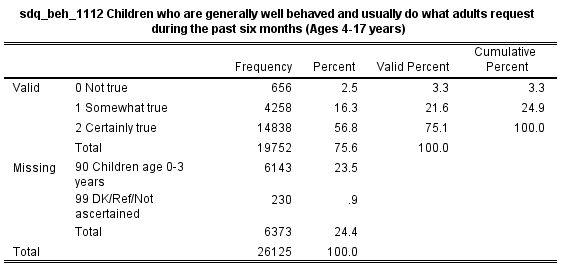 sdq_beh_1112 Children who are generally well behaved and usually do what adults request
during the past six months (Ages 4-17 years)
Frequency Percent Valid Percent Cumulative Percent
Valid 0 Not true 656 2.5 3.3 3.3
1 Somewhat true 4258 16.3 21.6 24.9
2 Certainly true 14838 56.8 75.1 100.0
Total 19752 75.6 100.0
Missing 90 Children age 0-3 years 6143 23.5
99 DK/Ref/Not ascertained 230 .9
Total 6373 24.4
Total 26125 100.0